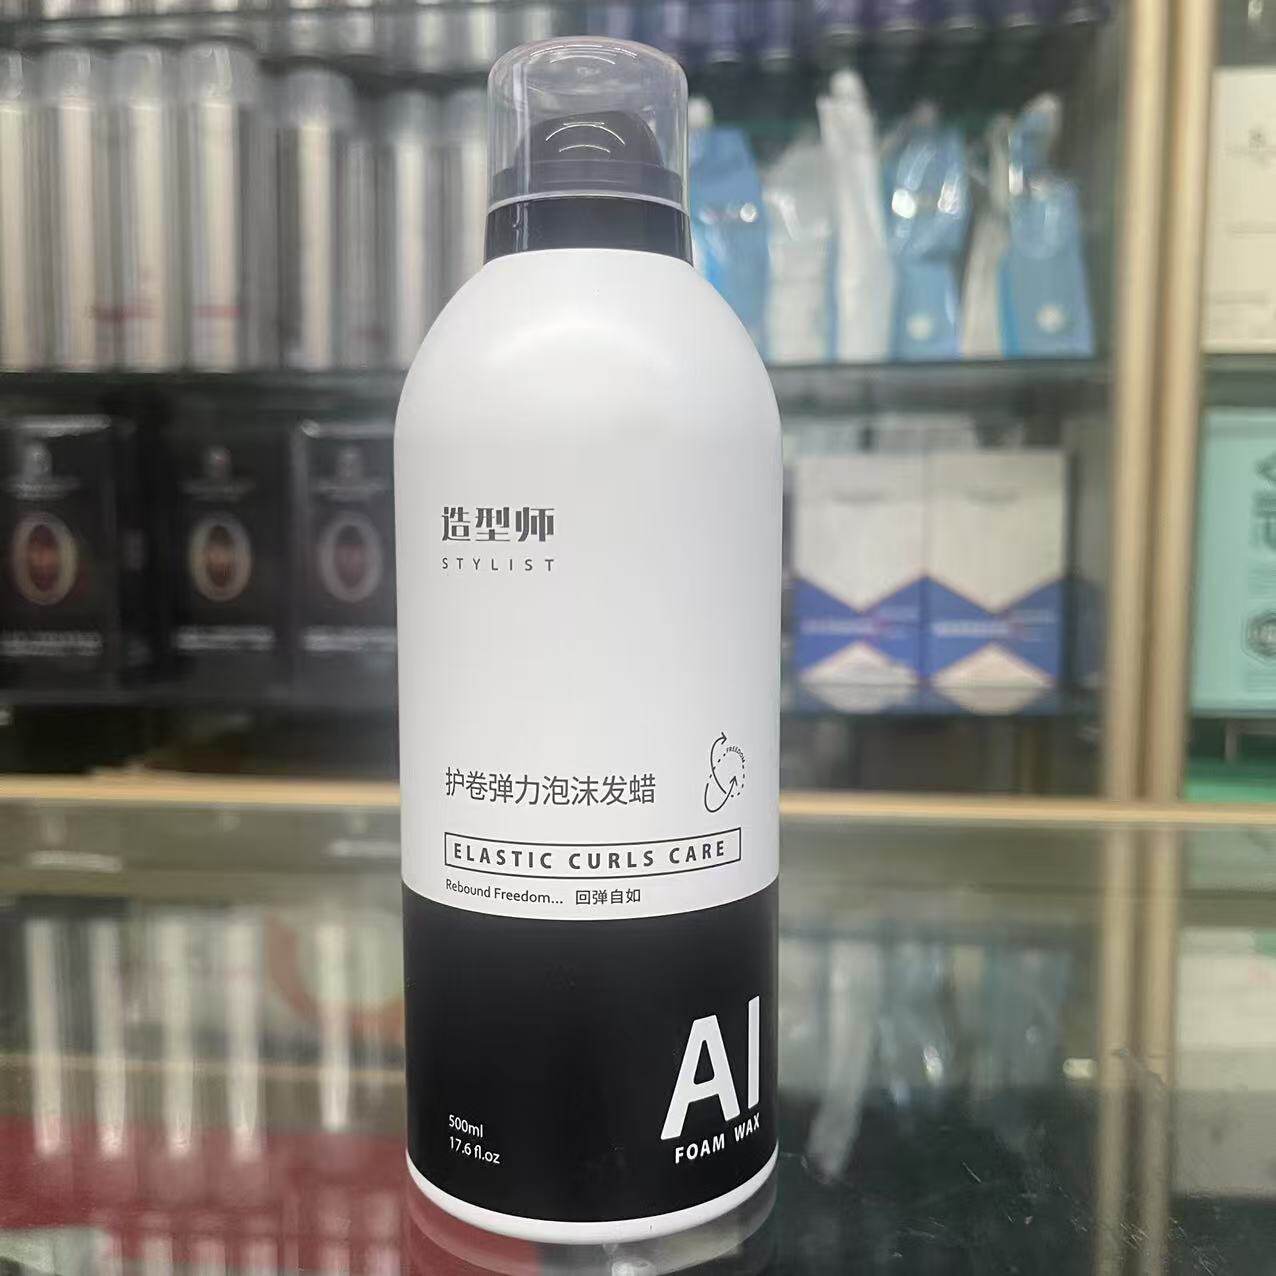 造型师
STYLIST
护卷弹力泡沫发蜡
FREEDOM
ELASTIC CURLS CARE
Rebound Freedom... 回弹自如
AI
FOAM WAX
500ml
17.6 fl.oz